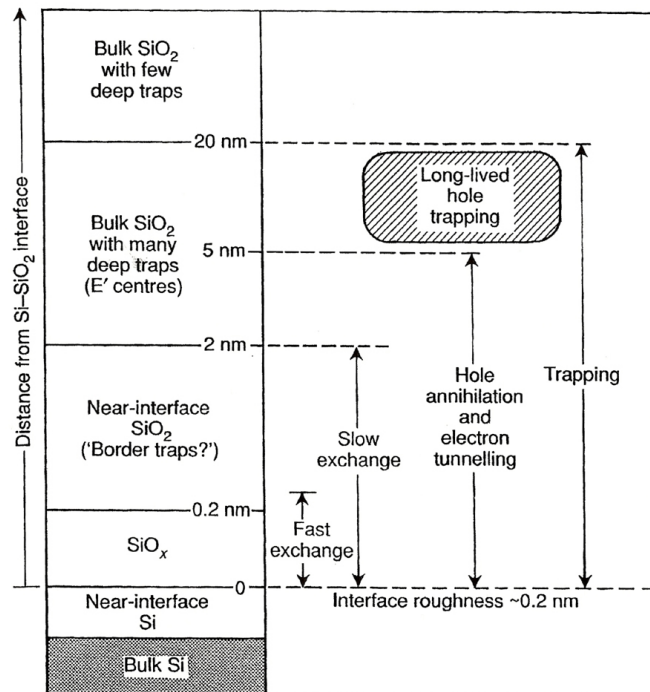 Distance from Si–SiO₂ interface
Bulk SiO₂
with few
deep traps
20 nm
Bulk SiO₂
with many
deep traps
(E′ centres)
5 nm
2 nm
Near-interface
SiO₂
('Border traps?')
0.2 nm
SiOₓ
0
Near-interface
Si
Bulk Si
Long-lived
hole
trapping
Trapping
Hole
annihilation
and
electron
tunnelling
Slow
exchange
Fast
exchange
Interface roughness ~0.2 nm